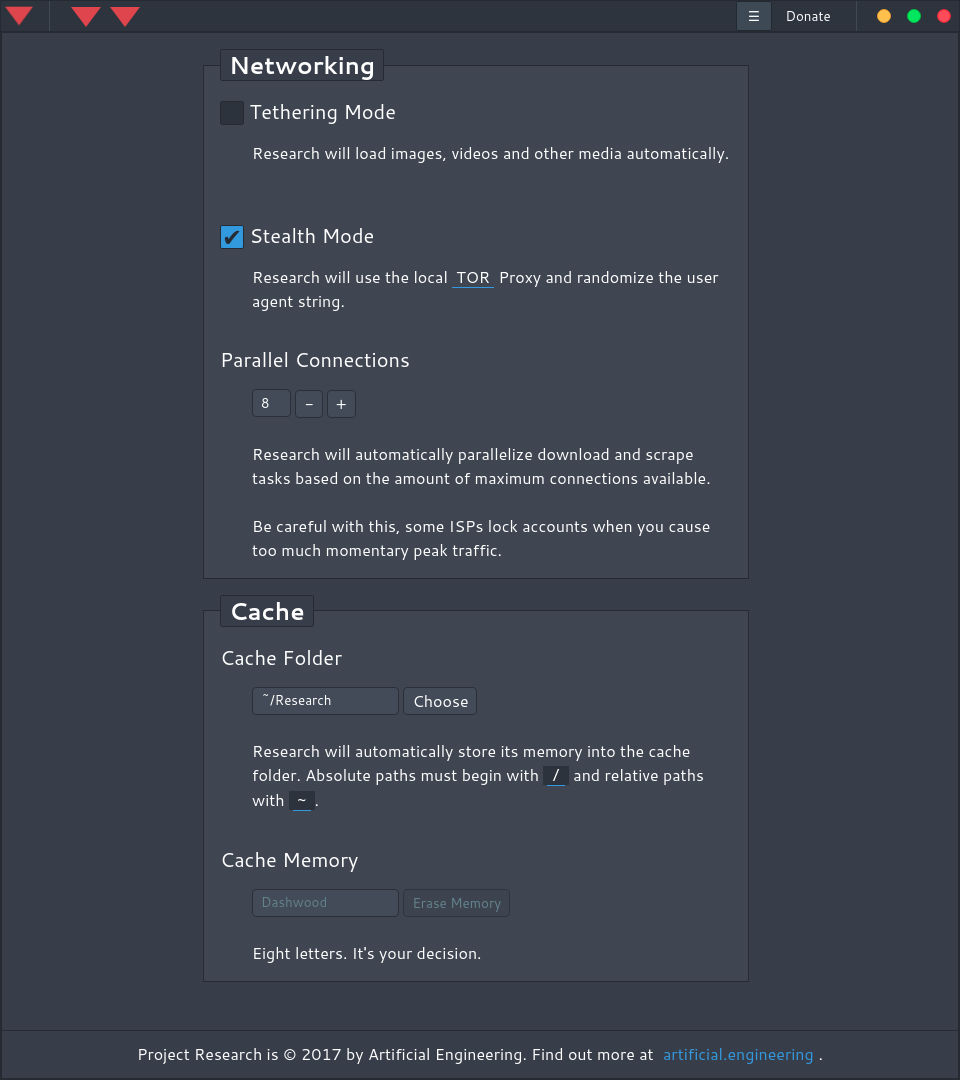 ☰ Donate
Networking
Tethering Mode
Research will load images, videos and other media automatically.
✔ Stealth Mode
Research will use the local TOR Proxy and randomize the user
agent string.
Parallel Connections
8 - +
Research will automatically parallelize download and scrape
tasks based on the amount of maximum connections available.
Be careful with this, some ISPs lock accounts when you cause
too much momentary peak traffic.
Cache
Cache Folder
~/Research Choose
Research will automatically store its memory into the cache
folder. Absolute paths must begin with / and relative paths
with ~ .
Cache Memory
Dashwood Erase Memory
Eight letters. It's your decision.
Project Research is © 2017 by Artificial Engineering. Find out more at artificial.engineering .